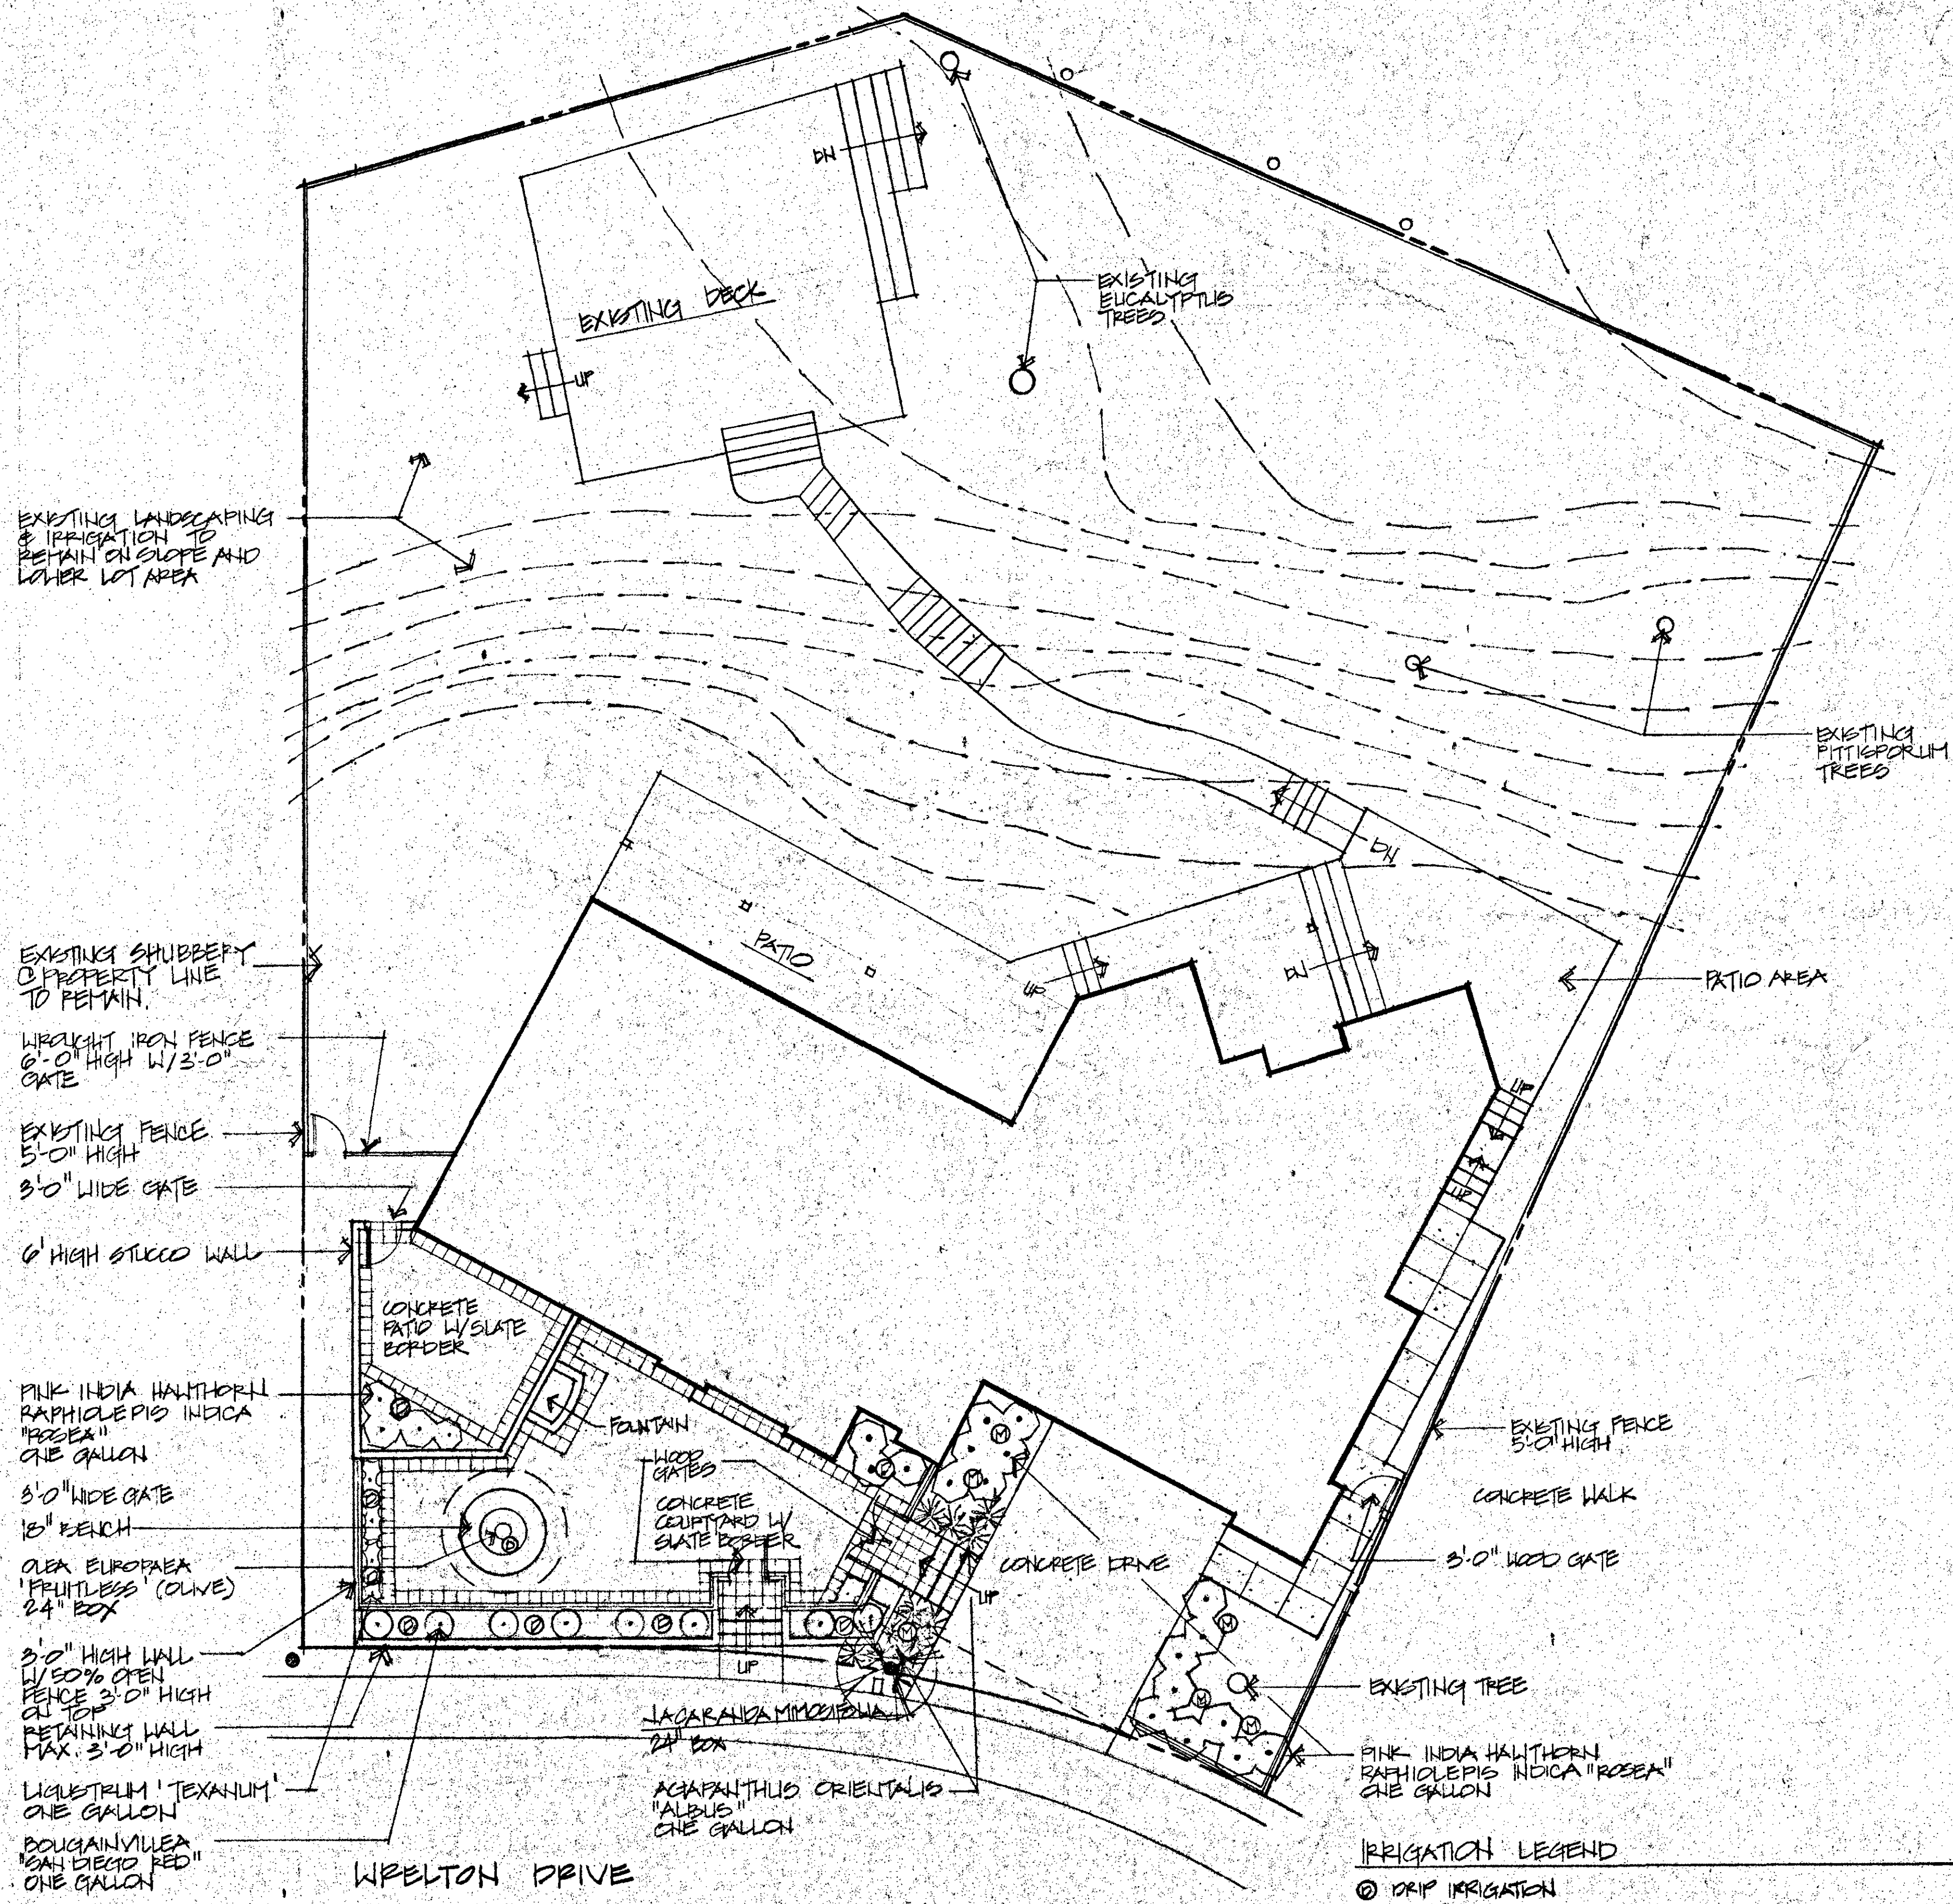 DN
EXISTING DECK
UP
EXISTING
EUCALYPTUS
TREES
EXISTING LANDSCAPING
& IRRIGATION TO
REMAIN ON SLOPE AND
LOWER LOT AREA
EXISTING
PITTISPORUM
TREES
DN
PATIO
UP
DN
PATIO AREA
EXISTING SHUBBERY
@ PROPERTY LINE
TO REMAIN.
WROUGHT IRON FENCE
6'-0" HIGH W/3'-0"
GATE
EXISTING FENCE
5'-0" HIGH
3'-0" WIDE GATE
6' HIGH STUCCO WALL
UP
UP
CONCRETE
PATIO W/SLATE
BORDER
PINK INDIA HAWTHORN
RAPHIOLEPIS INDICA
"ROSEA"
ONE GALLON
3'-0" WIDE GATE
18" BENCH
OLEA EUROPAEA
'FRUITLESS' (OLIVE)
24" BOX
3'-0" HIGH WALL
W/50% OPEN
FENCE 3'-0" HIGH
ON TOP
RETAINING WALL
MAX. 3'-0" HIGH
LIGUSTRUM 'TEXANUM'
ONE GALLON
BOUGAINVILLEA
"SAN DIEGO RED"
ONE GALLON
FOUNTAIN
WOOD
GATES
CONCRETE
COURTYARD W/
SLATE BORDER
UP
UP
CONCRETE DRIVE
JACARANDA MIMOSIFOLIA
24" BOX
AGAPANTHUS ORIENTALIS
"ALBUS"
ONE GALLON
EXISTING FENCE
5'-0" HIGH
CONCRETE WALK
3'-0" WOOD GATE
EXISTING TREE
PINK INDIA HAWTHORN
RAPHIOLEPIS INDICA "ROSEA"
ONE GALLON
WRELTON DRIVE
IRRIGATION LEGEND
D DRIP IRRIGATION